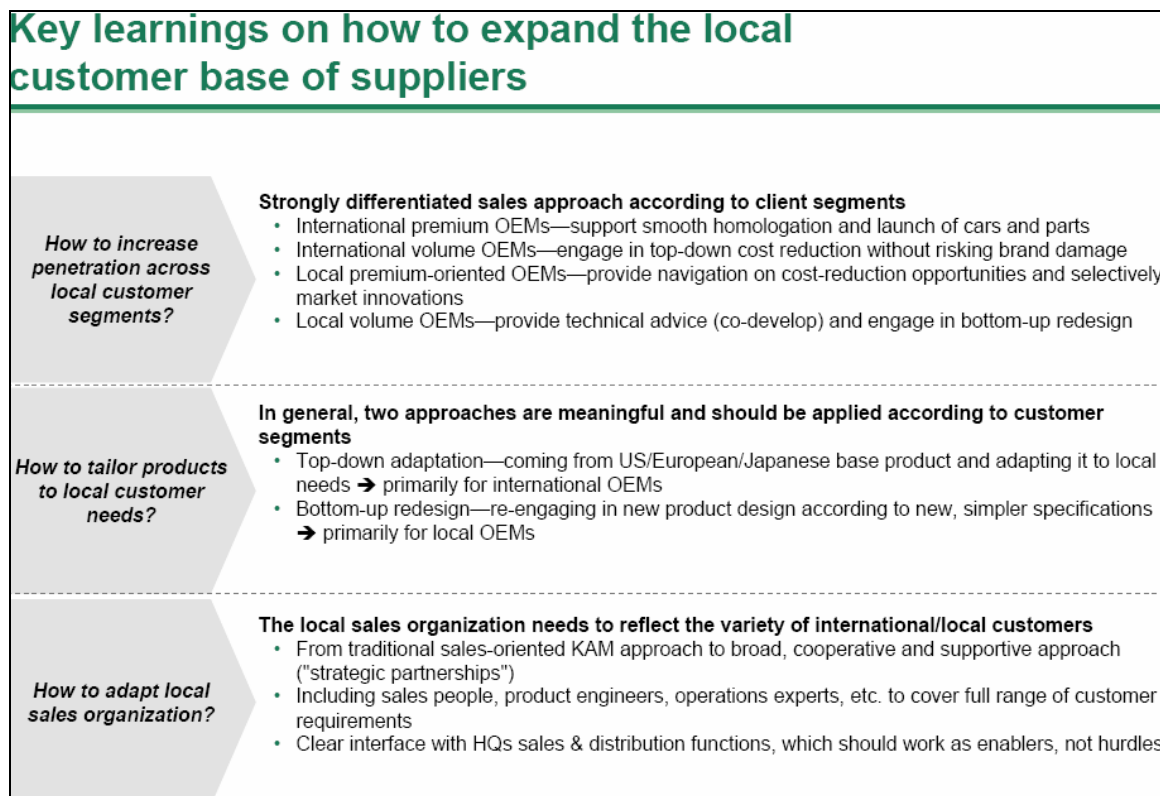 Key learnings on how to expand the local
customer base of suppliers
How to increase
penetration across
local customer
segments?
Strongly differentiated sales approach according to client segments
• International premium OEMs—support smooth homologation and launch of cars and parts
• International volume OEMs—engage in top-down cost reduction without risking brand damage
• Local premium-oriented OEMs—provide navigation on cost-reduction opportunities and selectively
market innovations
• Local volume OEMs—provide technical advice (co-develop) and engage in bottom-up redesign
How to tailor products
to local customer
needs?
In general, two approaches are meaningful and should be applied according to customer
segments
• Top-down adaptation—coming from US/European/Japanese base product and adapting it to local
needs ➔ primarily for international OEMs
• Bottom-up redesign—re-engaging in new product design according to new, simpler specifications
➔ primarily for local OEMs
How to adapt local
sales organization?
The local sales organization needs to reflect the variety of international/local customers
• From traditional sales-oriented KAM approach to broad, cooperative and supportive approach
("strategic partnerships")
• Including sales people, product engineers, operations experts, etc. to cover full range of customer
requirements
• Clear interface with HQs sales & distribution functions, which should work as enablers, not hurdles